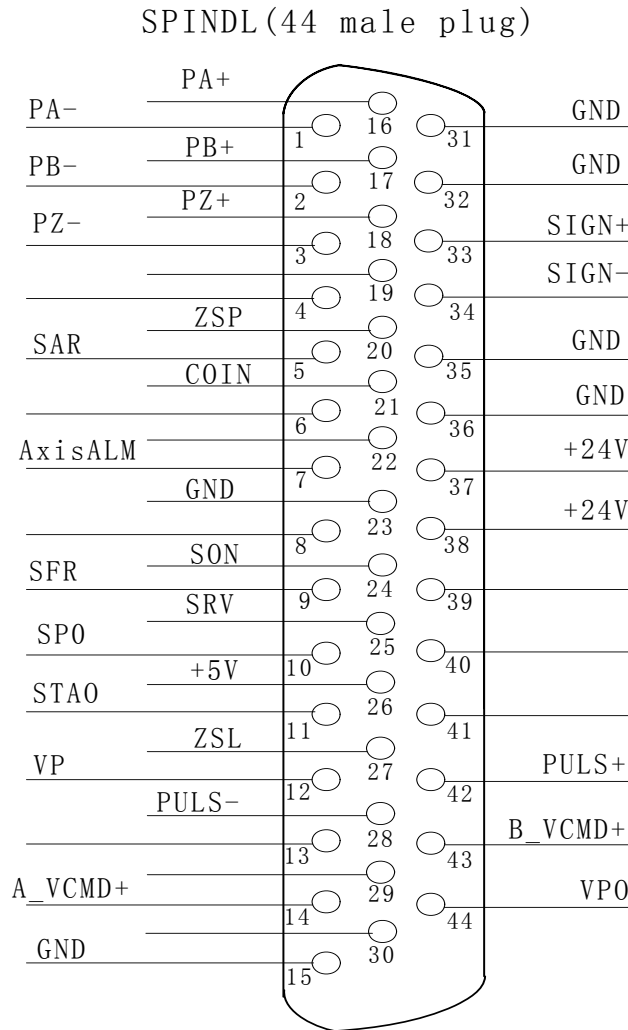 SPINDL(44 male plug)
PA+
PA-
GND
1
16
31
PB+
PB-
GND
2
17
32
PZ+
PZ-
SIGN+
3
18
33
SIGN-
4
19
34
ZSP
SAR
GND
5
20
35
COIN
GND
6
21
36
AxisALM
+24V
7
22
37
GND
+24V
8
23
38
SON
SFR
9
24
39
SRV
SPO
10
25
40
+5V
STAO
11
26
41
ZSL
VP
PULS+
12
27
42
PULS-
B_VCMD+
13
28
43
A_VCMD+
VPO
14
29
44
GND
15
30